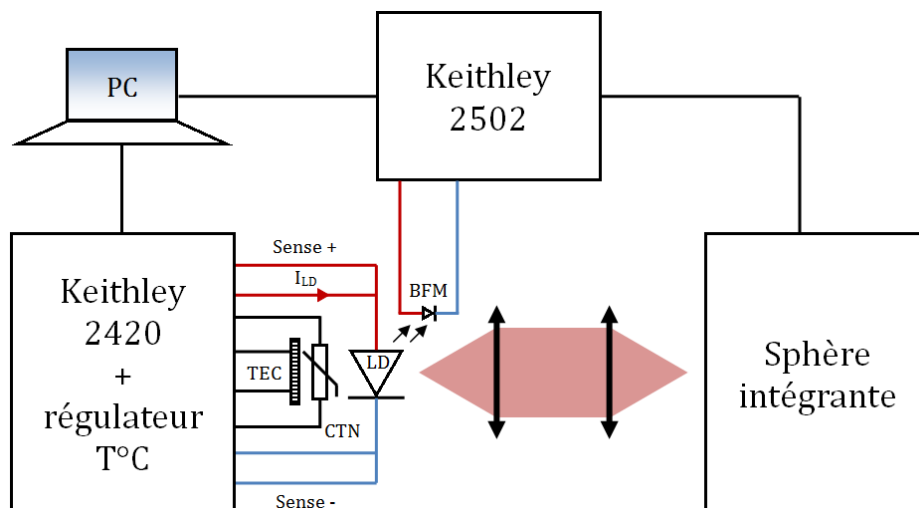 PC
Keithley
2502
Sense +
I_LD
BFM
Keithley
2420
+
régulateur
T°C
TEC
LD
CTN
Sense -
Sphère
intégrante